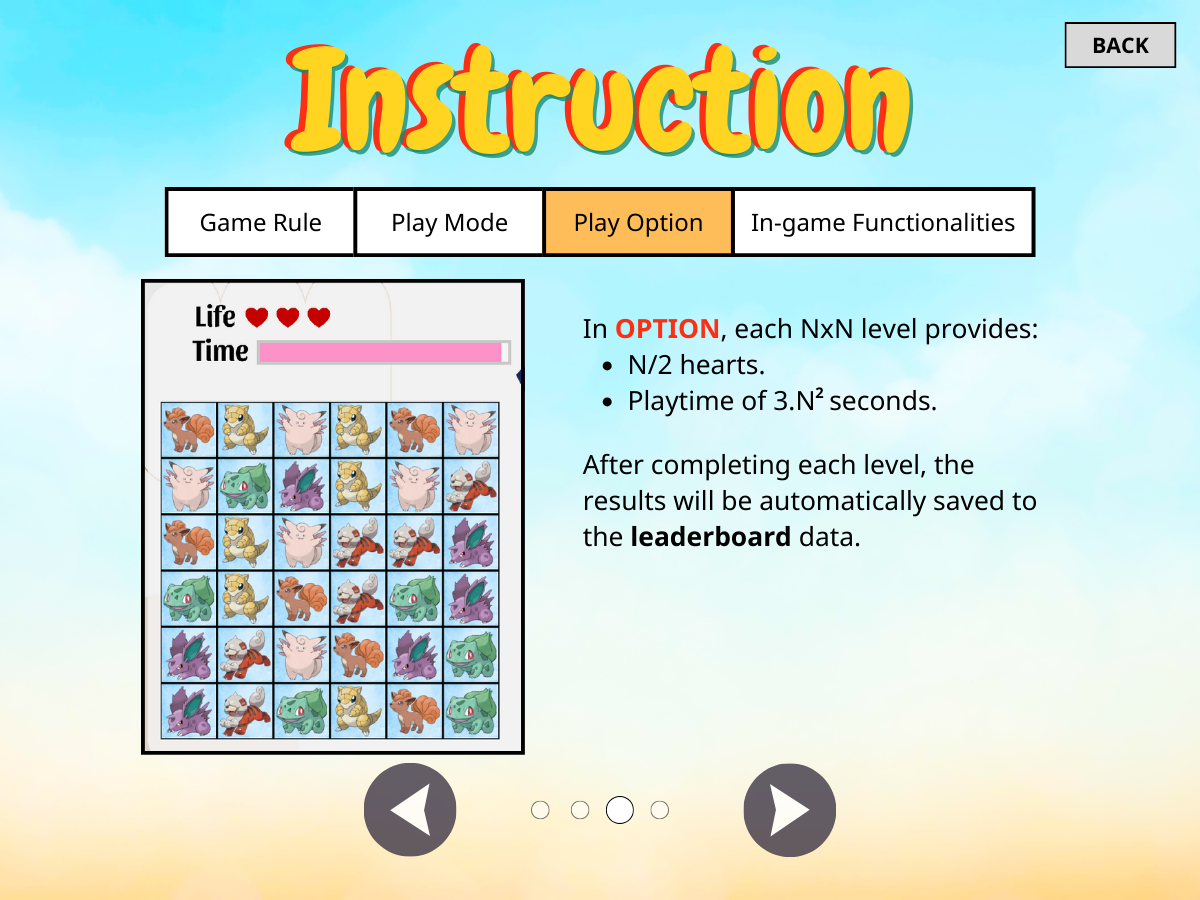 BACK
Instruction
Game Rule
Play Mode
Play Option
In-game Functionalities
Life
Time
In OPTION, each NxN level provides:
• N/2 hearts.
• Playtime of 3.N² seconds.
After completing each level, the
results will be automatically saved to
the leaderboard data.